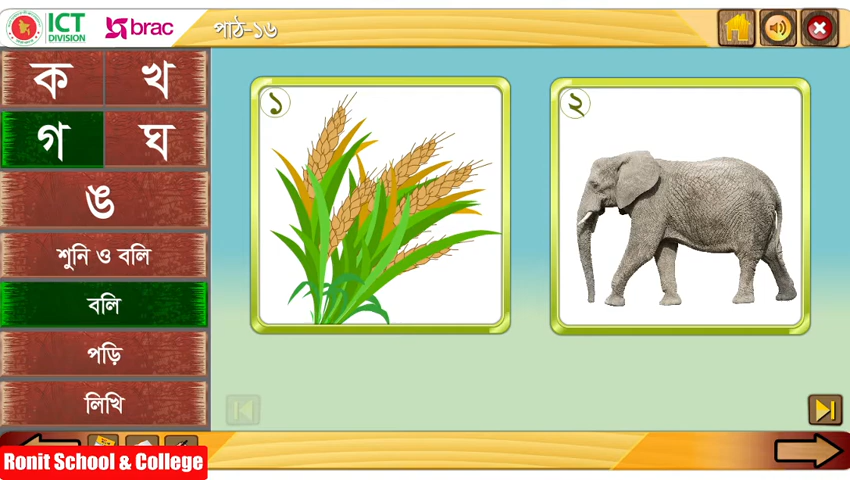 ICT
DIVISION
brac
পাঠ-১৬
ক
খ
গ
ঘ
ঙ
শুনি ও বলি
বলি
পড়ি
লিখি
১
২
Ronit School & College